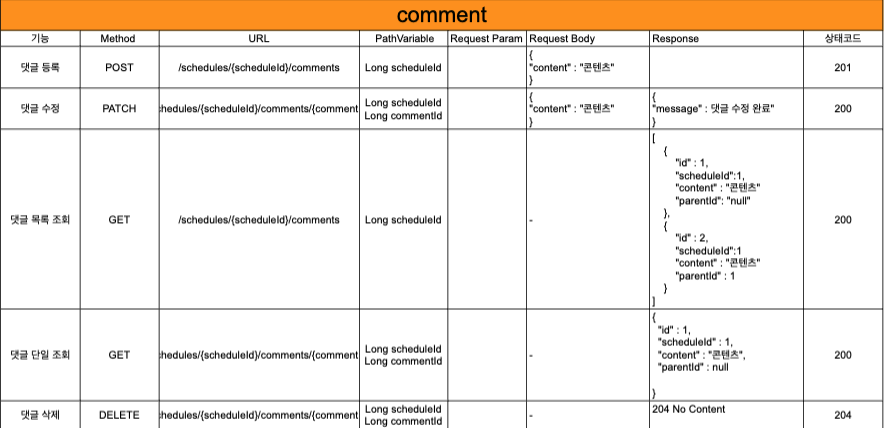 comment
기능 Method URL PathVariable Request Param Request Body Response 상태코드
댓글 등록 POST /schedules/{scheduleId}/comments Long scheduleId
{
"content" : "콘텐츠"
}
201
댓글 수정 PATCH hedules/{scheduleId}/comments/{comment
Long scheduleId
Long commentId
{
"content" : "콘텐츠"
}
{
"message" : 댓글 수정 완료"
}
200
댓글 목록 조회 GET /schedules/{scheduleId}/comments Long scheduleId -
[
{
"id" : 1,
"scheduleId":1,
"content" : "콘텐츠"
"parentId": "null"
},
{
"id" : 2,
"scheduleId":1
"content" : "콘텐츠"
"parentId" : 1
}
]
200
댓글 단일 조회 GET hedules/{scheduleId}/comments/{comment
Long scheduleId
Long commentId
-
{
"id" : 1,
"scheduleId" : 1,
"content" : "콘텐츠",
"parentId" : null
}
200
댓글 삭제 DELETE hedules/{scheduleId}/comments/{comment
Long scheduleId
Long commentId
-
204 No Content
204